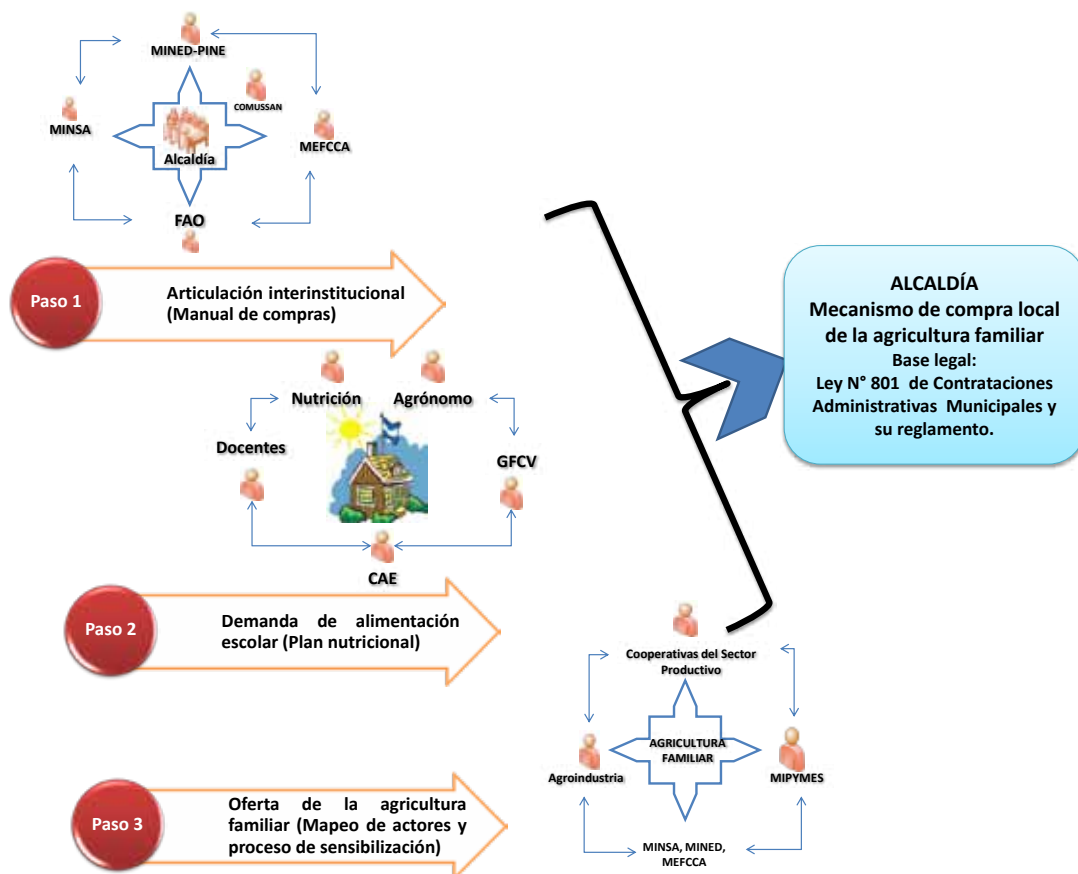 MINED-PINE
COMUSSAN
MINSA
MEFCCA
Alcaldía
FAO
Paso 1
Articulación interinstitucional
(Manual de compras)
Nutrición
Agrónomo
Docentes
GFCV
CAE
Paso 2
Demanda de alimentación
escolar (Plan nutricional)
Cooperativas del Sector
Productivo
AGRICULTURA
FAMILIAR
Agroindustria
MIPYMES
MINSA, MINED,
MEFCCA
Paso 3
Oferta de la agricultura
familiar (Mapeo de actores y
proceso de sensibilización)
ALCALDÍA
Mecanismo de compra local
de la agricultura familiar
Base legal:
Ley N° 801 de Contrataciones
Administrativas Municipales y
su reglamento.